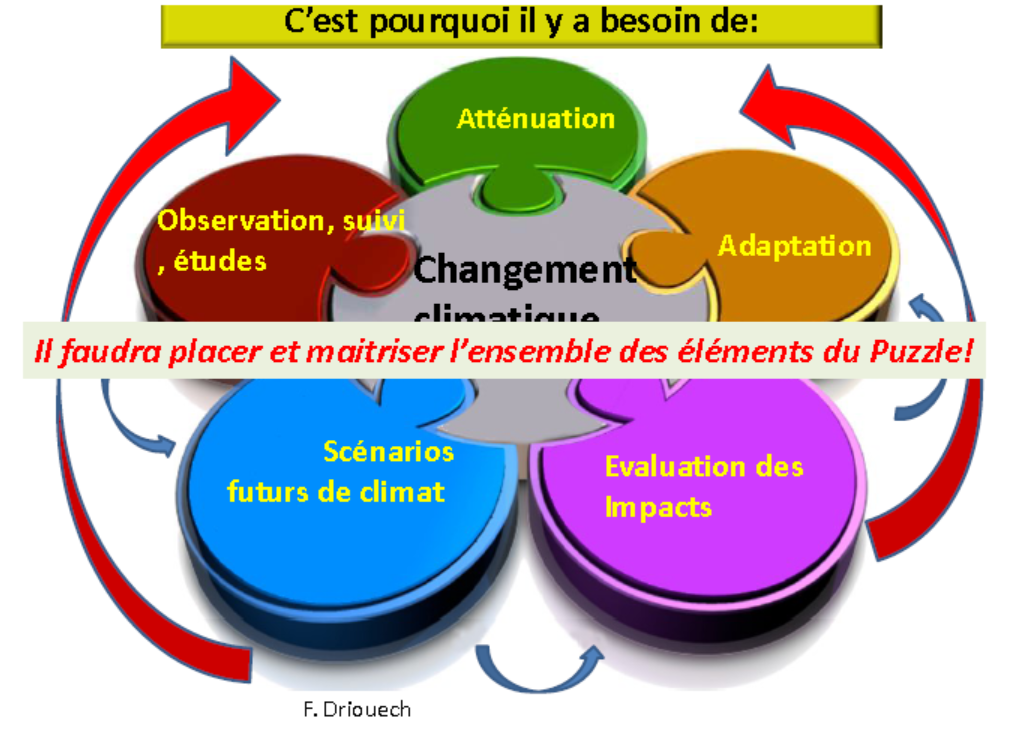 C'est pourquoi il y a besoin de:
Atténuation
Observation, suivi
, études
Adaptation
Changement
climatique
Il faudra placer et maitriser l'ensemble des éléments du Puzzle!
Scénarios
futurs de climat
Evaluation des
Impacts
F. Driouech